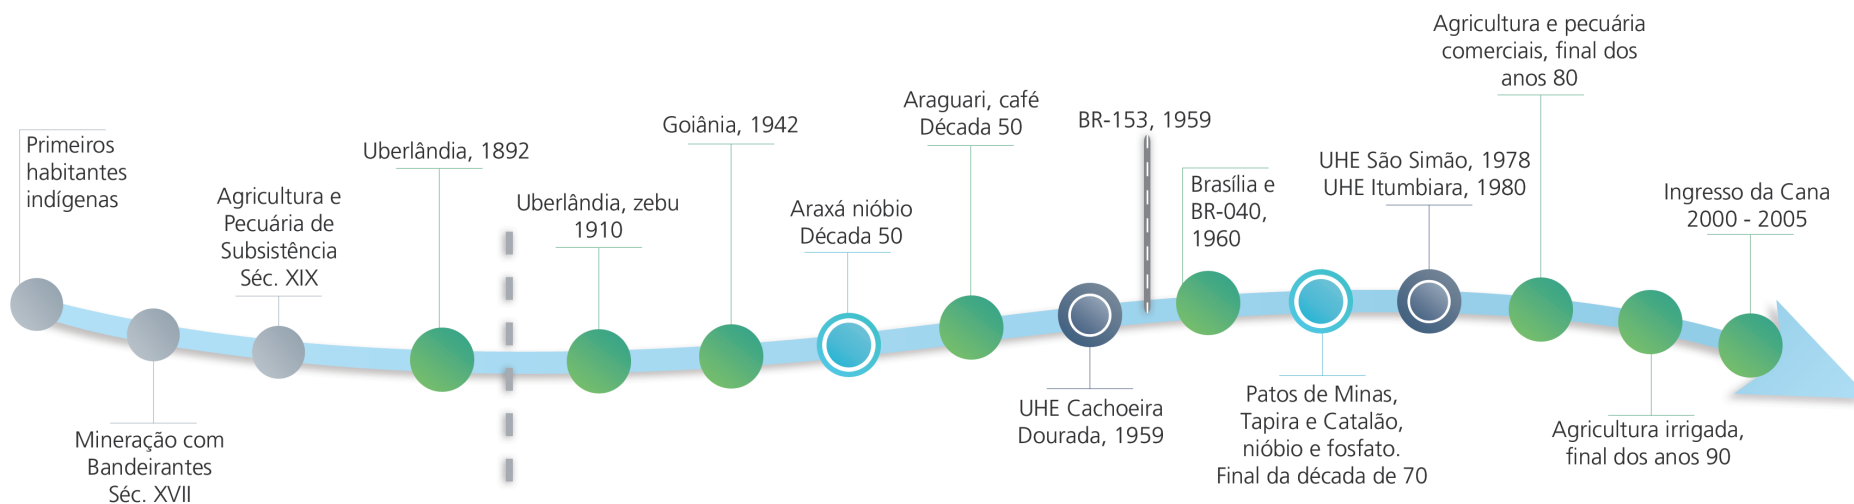 Primeiros
habitantes
indígenas
Mineração com
Bandeirantes
Séc. XVII
Agricultura e
Pecuária de
Subsistência
Séc. XIX
Uberlândia, 1892
Uberlândia, zebu
1910
Goiânia, 1942
Araxá nióbio
Década 50
Araguari, café
Década 50
UHE Cachoeira
Dourada, 1959
BR-153, 1959
Brasília e
BR-040,
1960
Patos de Minas,
Tapira e Catalão,
nióbio e fosfato.
Final da década de 70
UHE São Simão, 1978
UHE Itumbiara, 1980
Agricultura e pecuária
comerciais, final dos
anos 80
Agricultura irrigada,
final dos anos 90
Ingresso da Cana
2000 - 2005